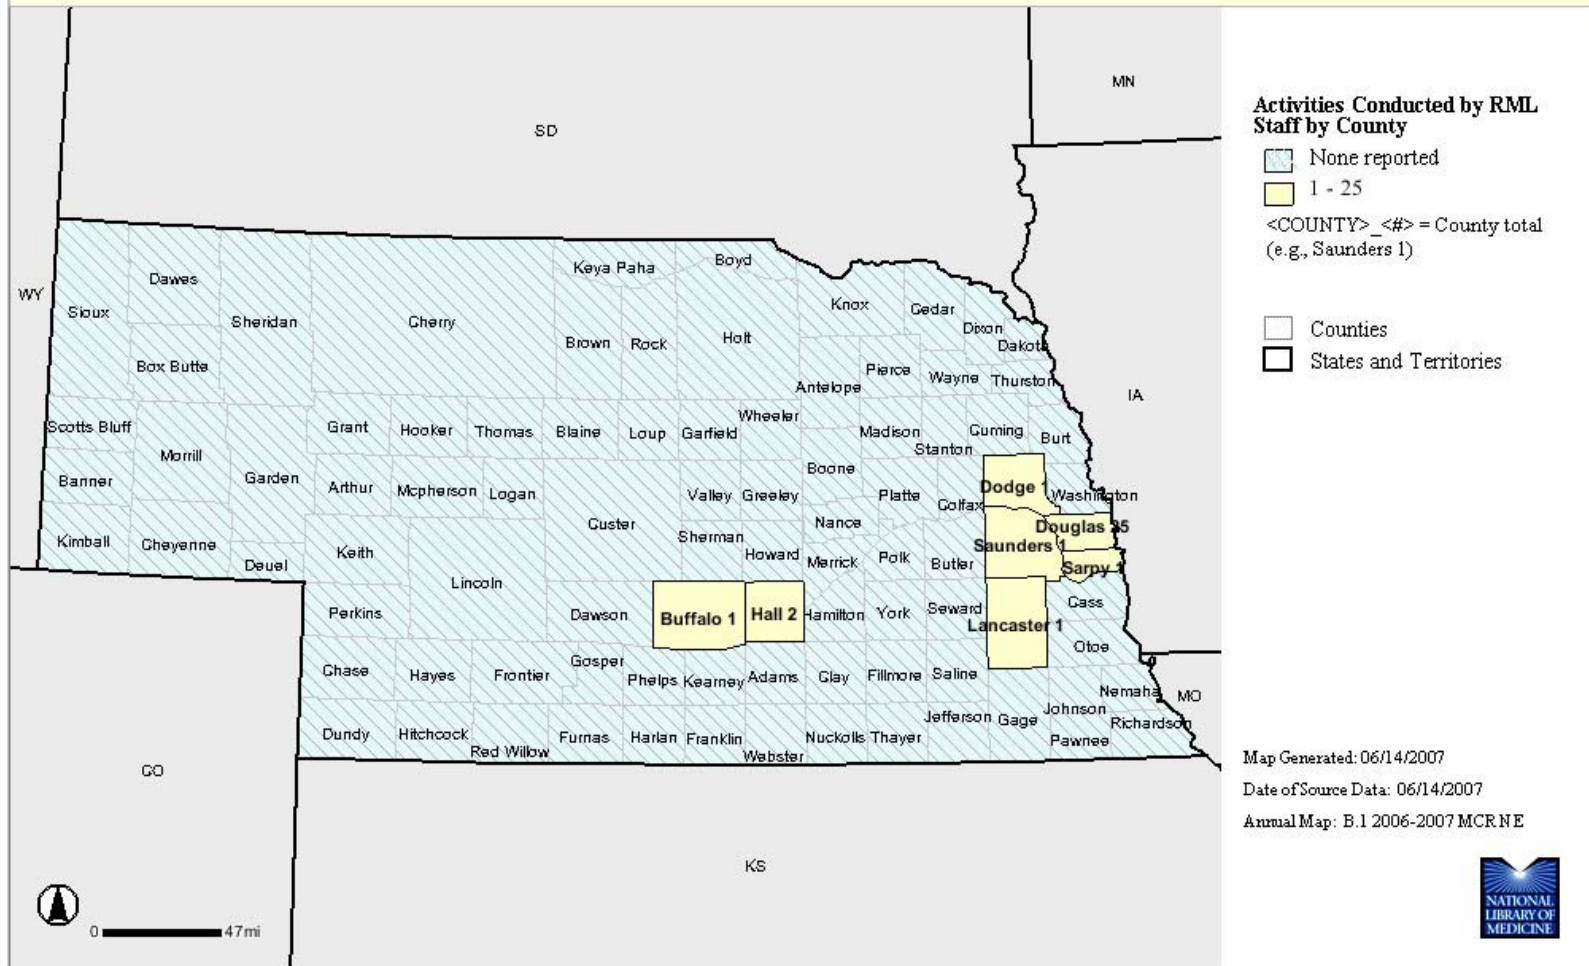 MN
SD
WY
IA
Activities Conducted by RML
Staff by County
None reported
1 - 25
<COUNTY>_<#> = County total
(e.g., Saunders 1)
Counties
States and Territories
Keya Paha
Boyd
Dawes
Sioux
Sheridan
Cherry
Knox
Cedar
Dixon
Dakota
Brown
Rock
Holt
Box Butte
Pierce
Wayne
Thurston
Antelope
Scotts Bluff
Grant
Hooker
Thomas
Blaine
Loup
Garfield
Wheeler
Madison
Stanton
Cuming
Burt
Morrill
Banner
Garden
Arthur
Mcpherson
Logan
Valley
Greeley
Boone
Platte
Colfax
Dodge 1
Washington
Kimball
Cheyenne
Deuel
Keith
Custer
Sherman
Howard
Nance
Merrick
Polk
Butler
Saunders 1
Douglas
Sarpy 1
Lincoln
Perkins
Dawson
Buffalo 1
Hall 2
Hamilton
York
Seward
Lancaster 1
Cass
Otoe
Chase
Hayes
Frontier
Gosper
Phelps
Kearney
Adams
Clay
Fillmore
Saline
Nemaha
MO
Dundy
Hitchcock
Red Willow
Furnas
Harlan
Franklin
Webster
Nuckolls
Thayer
Jefferson
Gage
Johnson
Pawnee
Richardson
CO
KS
0
47mi
Map Generated: 06/14/2007
Date of Source Data: 06/14/2007
Annual Map: B.1 2006-2007 MCR NE
NATIONAL
LIBRARY OF
MEDICINE